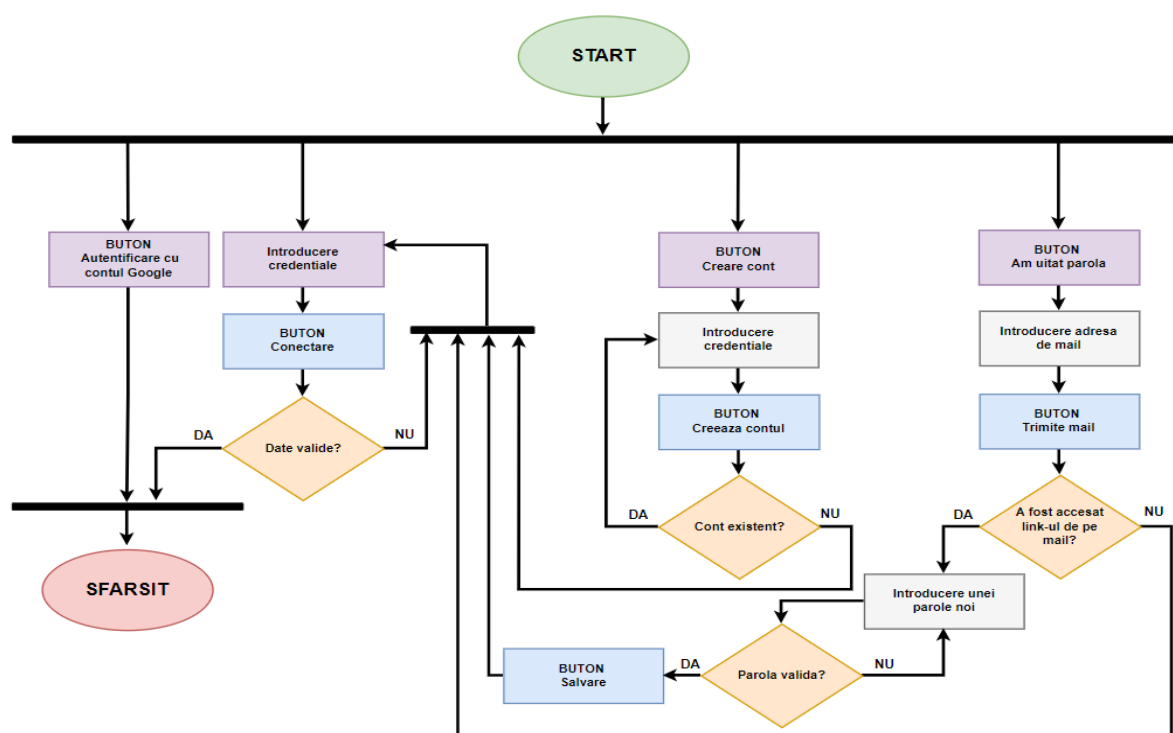 START
BUTON
Autentificare cu
contul Google
Introducere
credentiale
BUTON
Creare cont
BUTON
Am uitat parola
BUTON
Conectare
Introducere
credentiale
Introducere adresa
de mail
BUTON
Creeaza contul
BUTON
Trimite mail
DA
Date valide?
NU
DA
Cont existent?
NU
DA
A fost accesat
link-ul de pe
mail?
NU
SFARSIT
Introducere unei
parole noi
BUTON
Salvare
DA
Parola valida?
NU